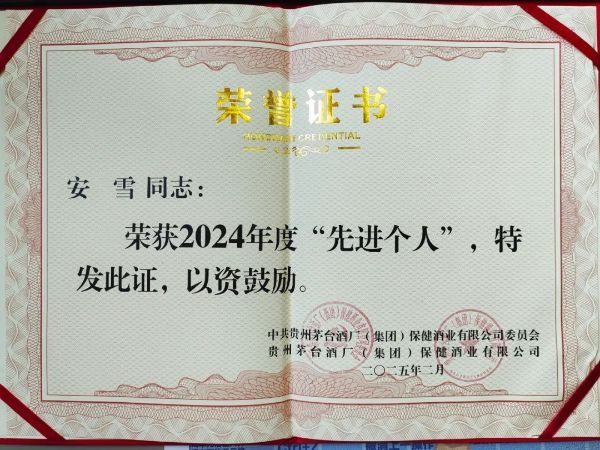 荣誉证书
HONORARY CREDENTIAL
安 雪 同志：
荣获2024年度“先进个人”，特
发此证，以资鼓励。
中共贵州茅台酒厂（集团）保健酒业有限公司委员会
贵州茅台酒厂（集团）保健酒业有限公司
二〇二五年二月